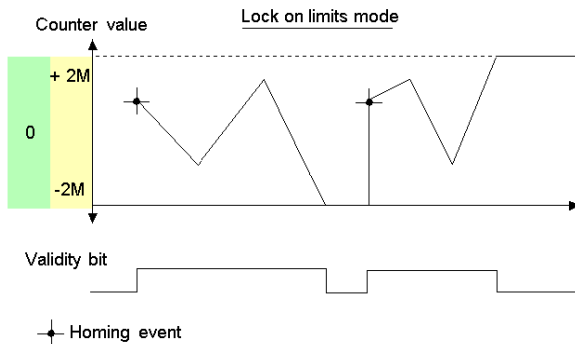 Lock on limits mode
Counter value
+ 2M
0
-2M
Validity bit
Homing event